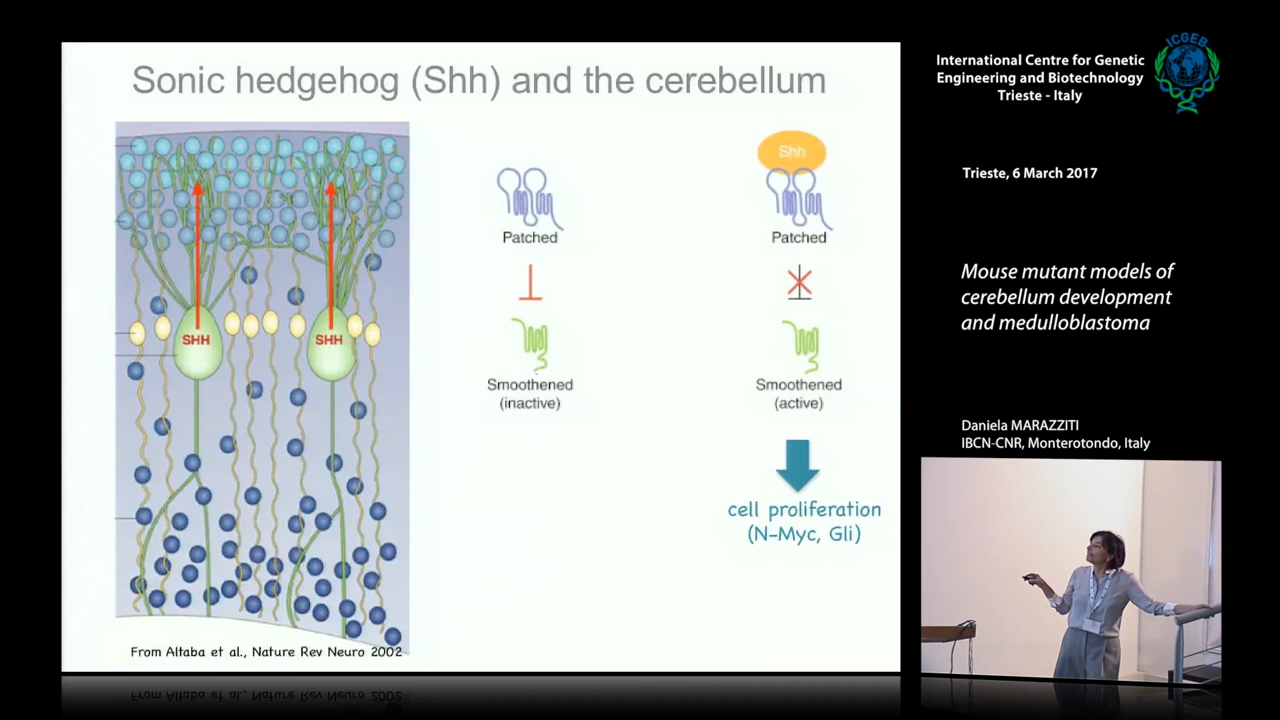 Sonic hedgehog (Shh) and the cerebellum
SHH
SHH
From Altaba et al., Nature Rev Neuro 2002
Patched
Smoothened
(inactive)
Shh
Patched
Smoothened
(active)
cell proliferation
(N-Myc, Gli)
ICGEB
International Centre for Genetic
Engineering and Biotechnology
Trieste - Italy
Trieste, 6 March 2017
Mouse mutant models of
cerebellum development
and medulloblastoma
Daniela MARAZZITI
IBCN-CNR, Monterotondo, Italy